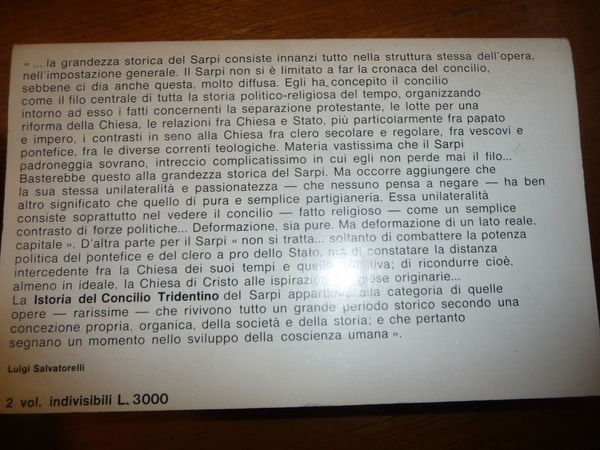 « ... la grandezza storica del Sarpi consiste innanzi tutto nella struttura stessa dell'opera,
nell'impostazione generale. Il Sarpi non si è limitato a far la cronaca del concilio,
sebbene ci dia anche questa, molto diffusa. Egli ha concepito il concilio
come il filo centrale di tutta la storia politico-religiosa del tempo, organizzando
intorno ad esso i fatti concernenti la separazione protestante, le lotte per una
riforma della Chiesa, le relazioni fra Chiesa e Stato, più particolarmente fra papato
e impero, i contrasti in seno alla Chiesa fra clero secolare e regolare, fra vescovi e
pontefice, fra le diverse correnti teologiche. Materia vastissima che il Sarpi
padroneggia sovrano, intreccio complicatissimo in cui egli non perde mai il filo...
Basterebbe questo alla grandezza storica del Sarpi. Ma occorre aggiungere che
la sua stessa unilateralità e passionatezza — che nessuno pensa a negare — ha ben
altro significato che quello di pura e semplice partigianeria. Essa unilateralità
consiste soprattutto nel vedere il concilio — fatto religioso — come un semplice
contrasto di forze politiche... Deformazione, sia pure. Ma deformazione di un lato reale,
capitale ». D'altra parte per il Sarpi « non si tratta... soltanto di combattere la potenza
politica del pontefice e del clero a pro dello Stato, ma di constatare la distanza
intercedente fra la Chiesa dei suoi tempi e quella; di ricondurre cioè,
almeno in ideale, la Chiesa di Cristo alle ispirazioni religiose originarie...
La Istoria del Concilio Tridentino del Sarpi appartiene alla categoria di quelle
opere — rarissime — che rivivono tutto un grande periodo storico secondo una
concezione propria, organica, della società e della storia; e che pertanto
segnano un momento nello sviluppo della coscienza umana ».
Luigi Salvatorelli
2 vol. indivisibili L. 3000